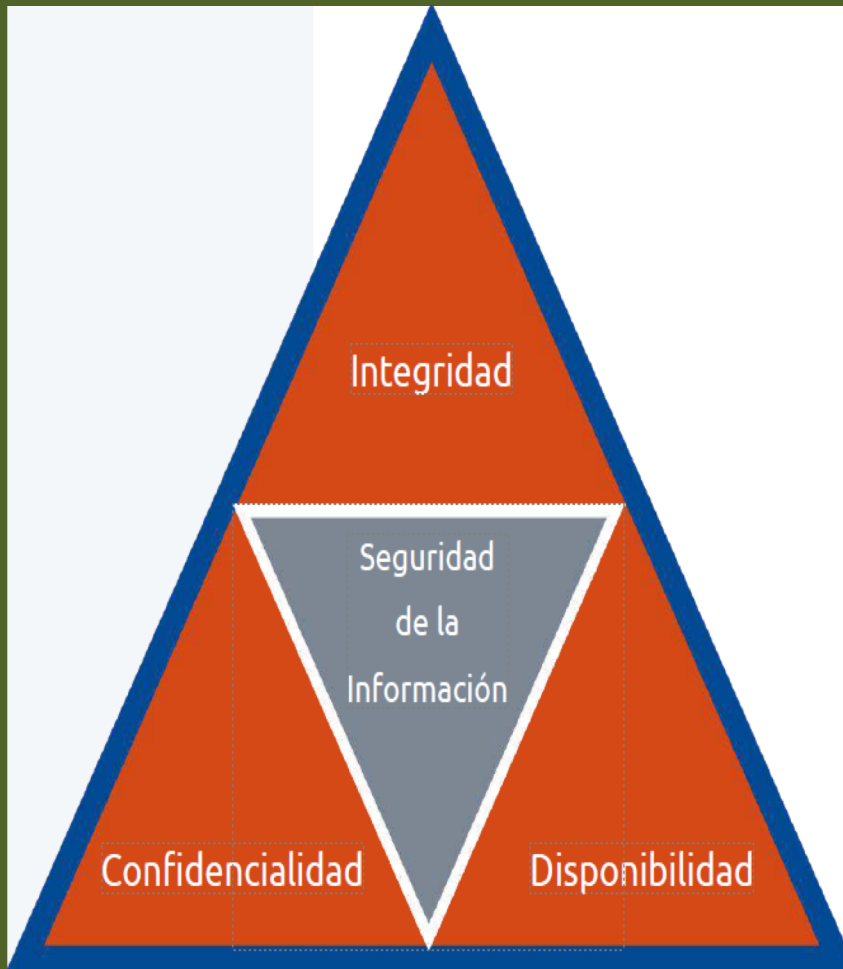 Integridad
Seguridad
de la
Información
Confidencialidad
Disponibilidad